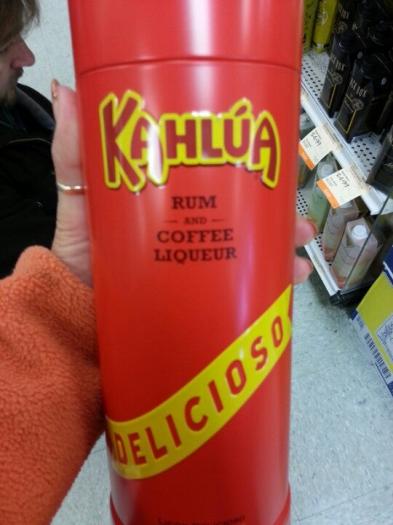 KAHLÚA
RUM
AND
COFFEE
LIQUEUR
DELICIOSO